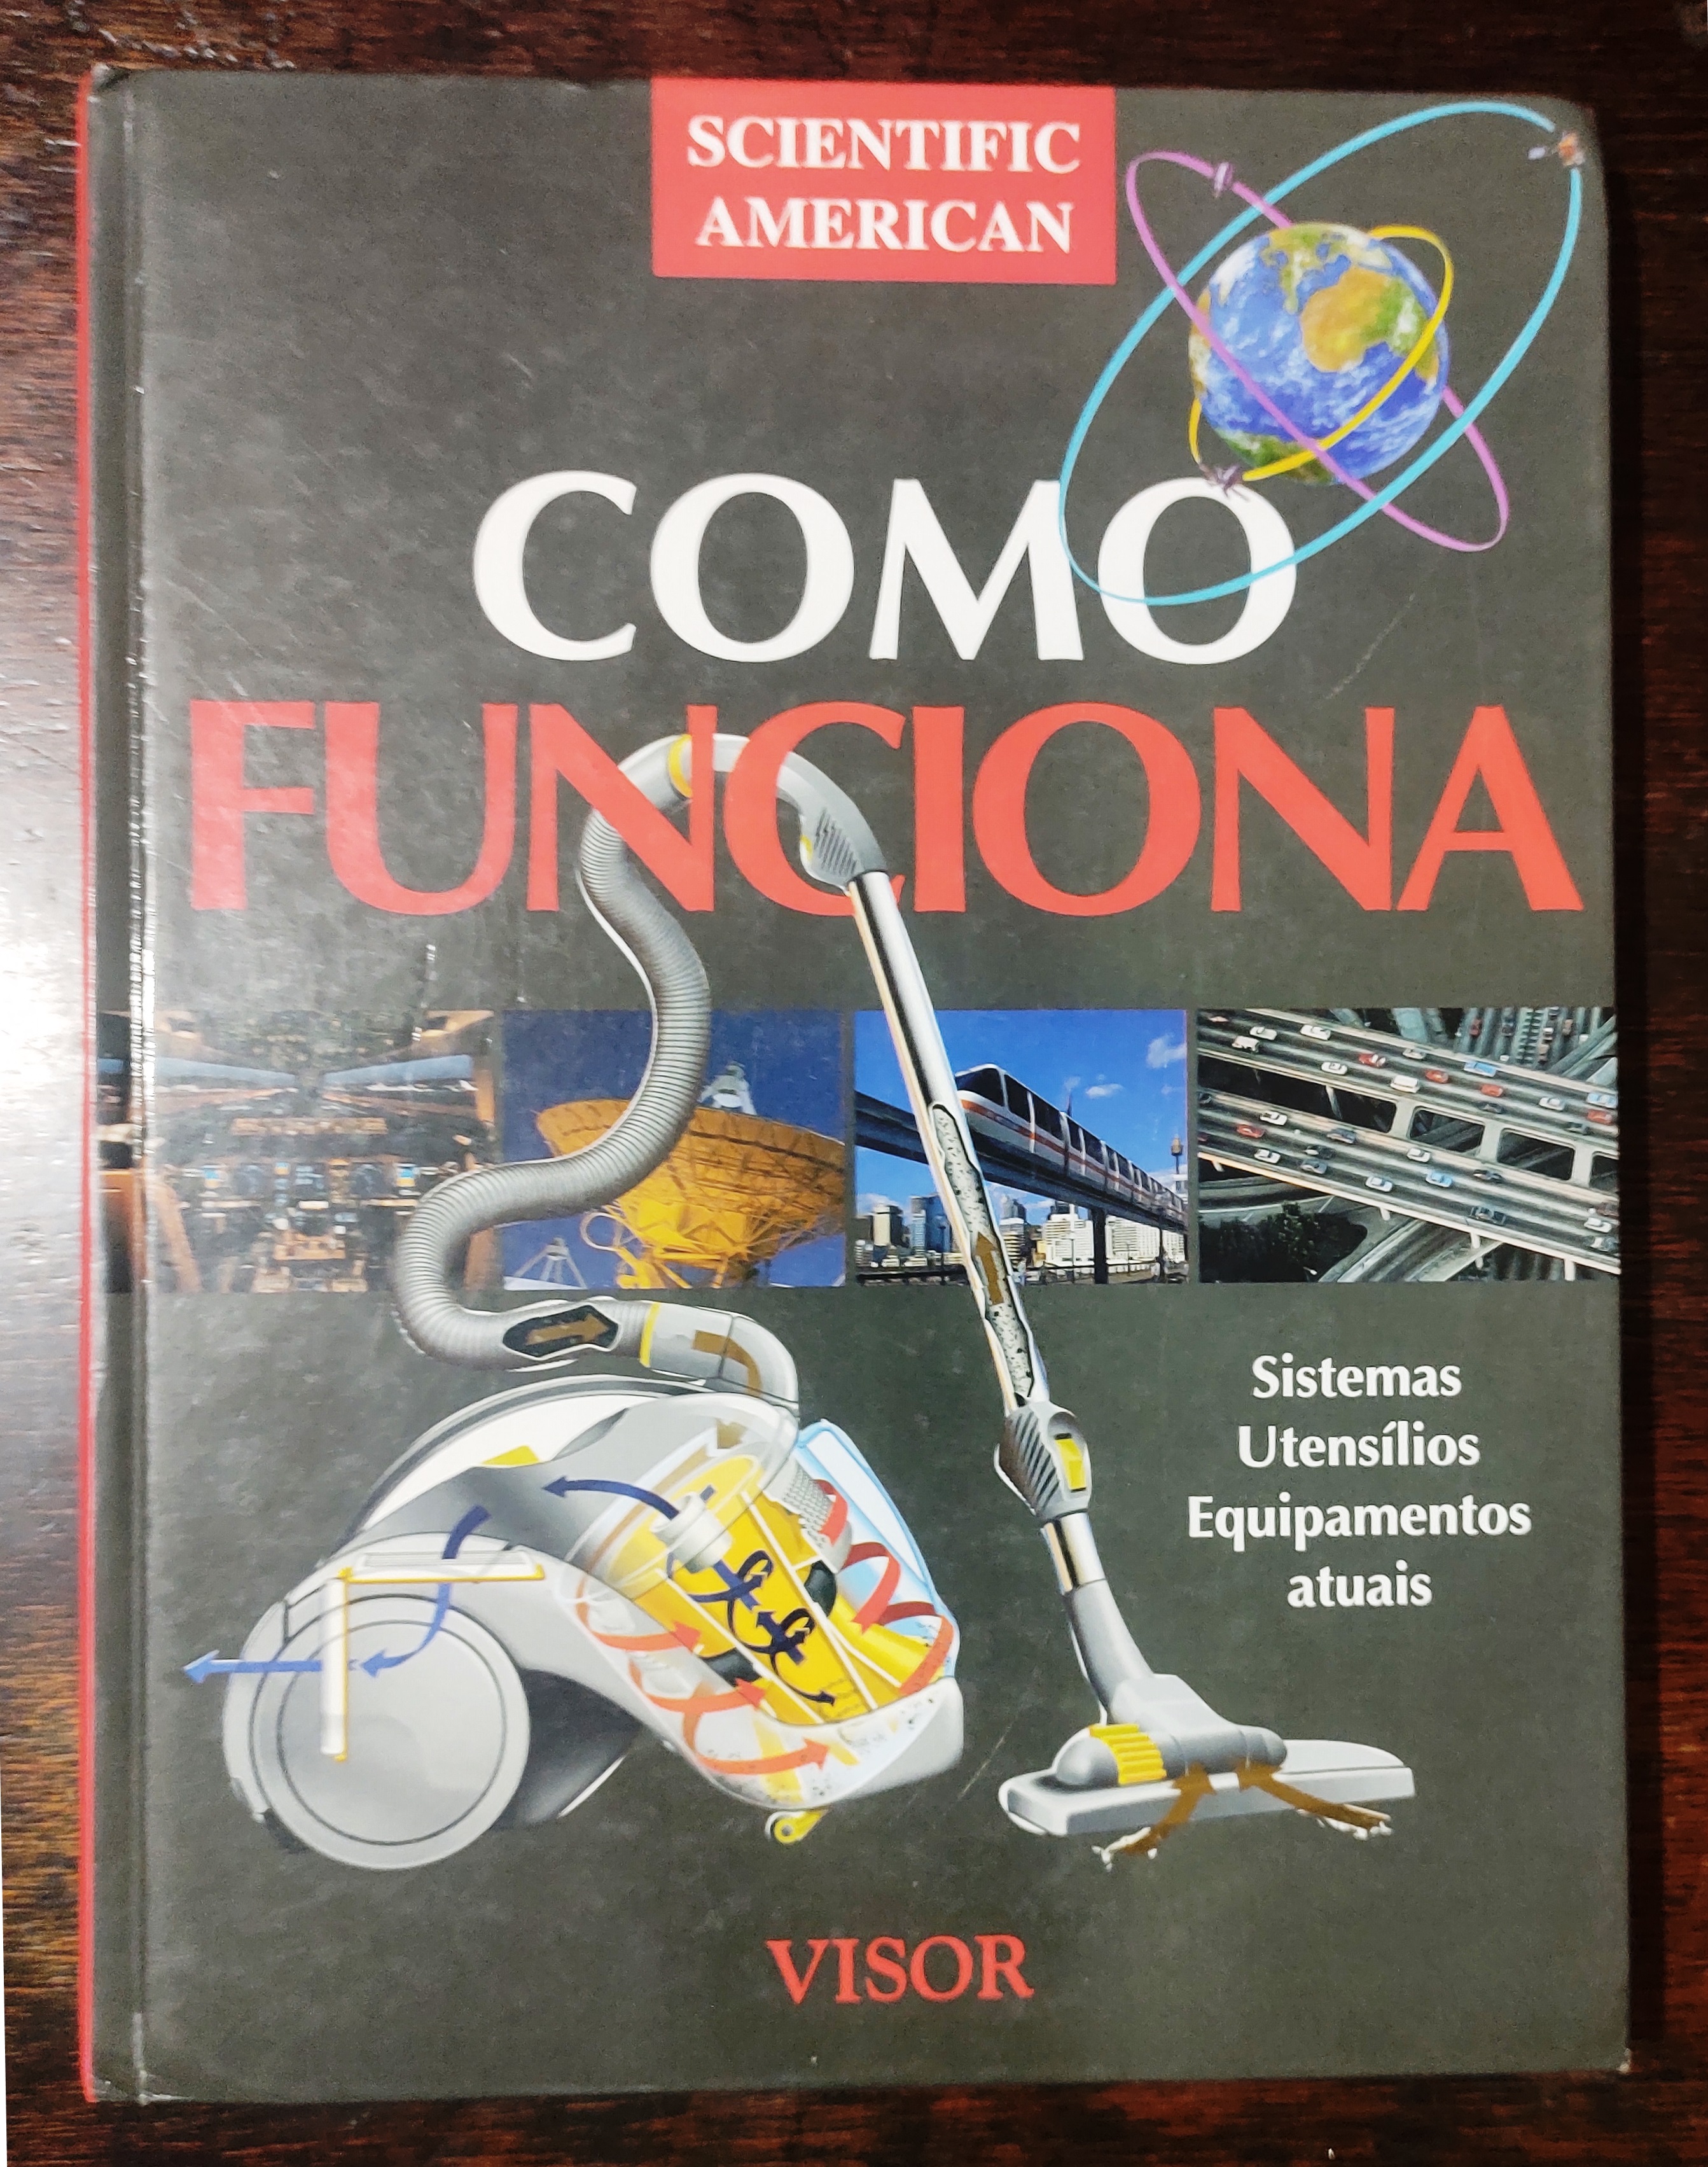 SCIENTIFIC
AMERICAN
COMO
FUNCIONA
Sistemas
Utensílios
Equipamentos
atuais
VISOR